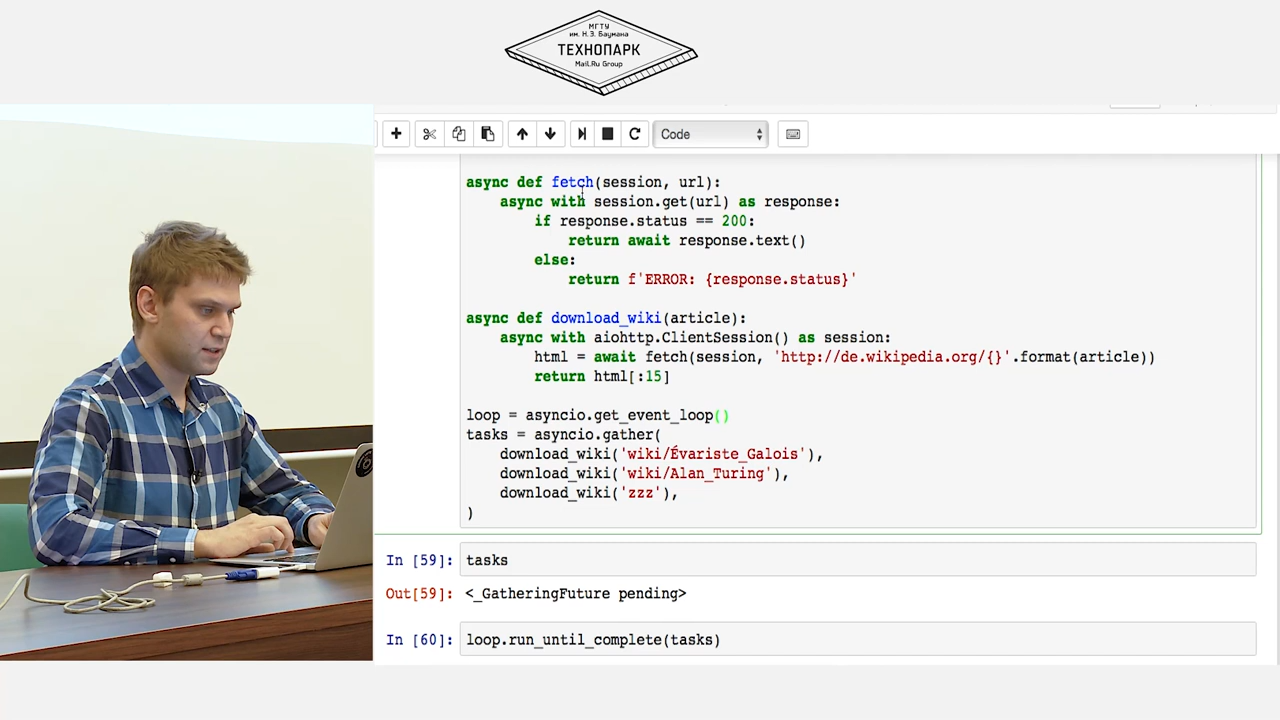 МГТУ
им. Н.Э. Баумана
ТЕХНОПАРК
Mail.Ru Group
Code
async def fetch(session, url):
    async with session.get(url) as response:
        if response.status == 200:
            return await response.text()
        else:
            return f'ERROR: {response.status}'
async def download_wiki(article):
    async with aiohttp.ClientSession() as session:
        html = await fetch(session, 'http://de.wikipedia.org/{}'.format(article))
        return html[:15]
loop = asyncio.get_event_loop()
tasks = asyncio.gather(
    download_wiki('wiki/Évariste_Galois'),
    download_wiki('wiki/Alan_Turing'),
    download_wiki('zzz'),
)
In [59]: tasks
Out[59]: <_GatheringFuture pending>
In [60]: loop.run_until_complete(tasks)